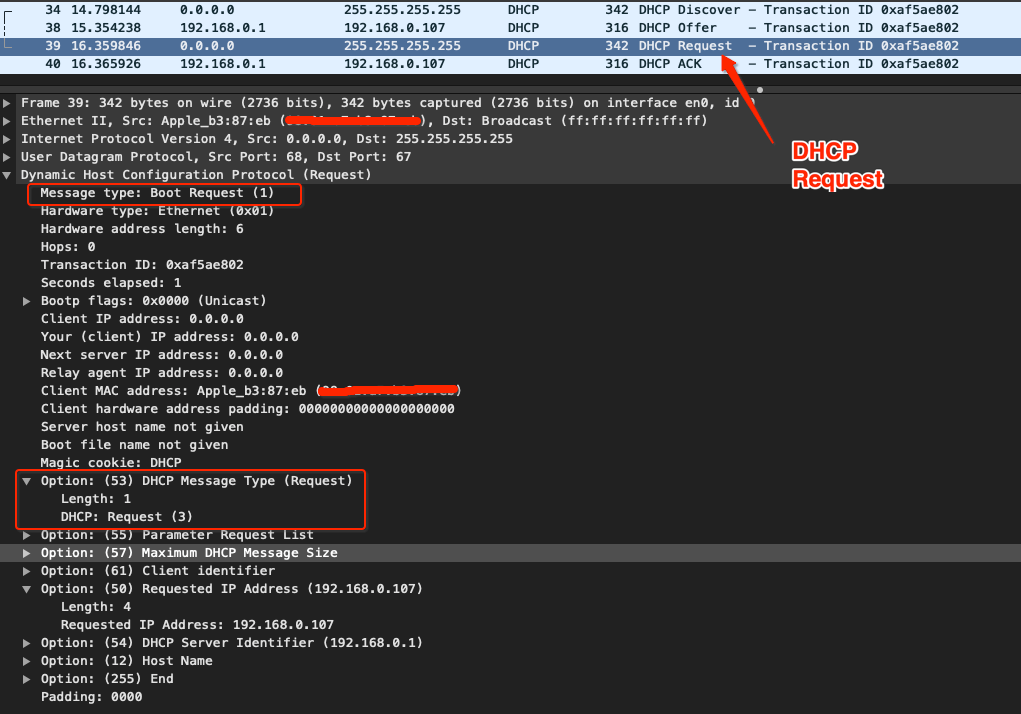 34 14.798144 0.0.0.0 255.255.255.255 DHCP 342 DHCP Discover – Transaction ID 0xaf5ae802
38 15.354238 192.168.0.1 192.168.0.107 DHCP 316 DHCP Offer – Transaction ID 0xaf5ae802
39 16.359846 0.0.0.0 255.255.255.255 DHCP 342 DHCP Request – Transaction ID 0xaf5ae802
40 16.365926 192.168.0.1 192.168.0.107 DHCP 316 DHCP ACK – Transaction ID 0xaf5ae802
Frame 39: 342 bytes on wire (2736 bits), 342 bytes captured (2736 bits) on interface en0, id
Ethernet II, Src: Apple_b3:87:eb ( ), Dst: Broadcast (ff:ff:ff:ff:ff:ff)
Internet Protocol Version 4, Src: 0.0.0.0, Dst: 255.255.255.255
User Datagram Protocol, Src Port: 68, Dst Port: 67
Dynamic Host Configuration Protocol (Request)
DHCP
Request
Message type: Boot Request (1)
Hardware type: Ethernet (0x01)
Hardware address length: 6
Hops: 0
Transaction ID: 0xaf5ae802
Seconds elapsed: 1
Bootp flags: 0x0000 (Unicast)
Client IP address: 0.0.0.0
Your (client) IP address: 0.0.0.0
Next server IP address: 0.0.0.0
Relay agent IP address: 0.0.0.0
Client MAC address: Apple_b3:87:eb ( )
Client hardware address padding: 00000000000000000000
Server host name not given
Boot file name not given
Magic cookie: DHCP
Option: (53) DHCP Message Type (Request)
Length: 1
DHCP: Request (3)
Option: (55) Parameter Request List
Option: (57) Maximum DHCP Message Size
Option: (61) Client identifier
Option: (50) Requested IP Address (192.168.0.107)
Length: 4
Requested IP Address: 192.168.0.107
Option: (54) DHCP Server Identifier (192.168.0.1)
Option: (12) Host Name
Option: (255) End
Padding: 0000